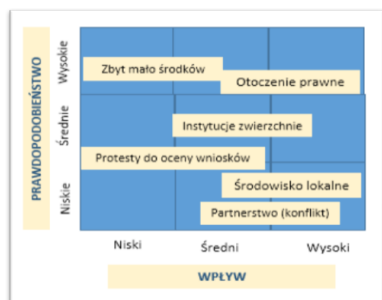 PRAWDOPODOBIEŃSTWO
Wysokie
Średnie
Niskie
Zbyt mało środków
Otoczenie prawne
Instytucje zwierzchnie
Protesty do oceny wniosków
Środowisko lokalne
Partnerstwo (konflikt)
Niski
Średni
Wysoki
WPŁYW